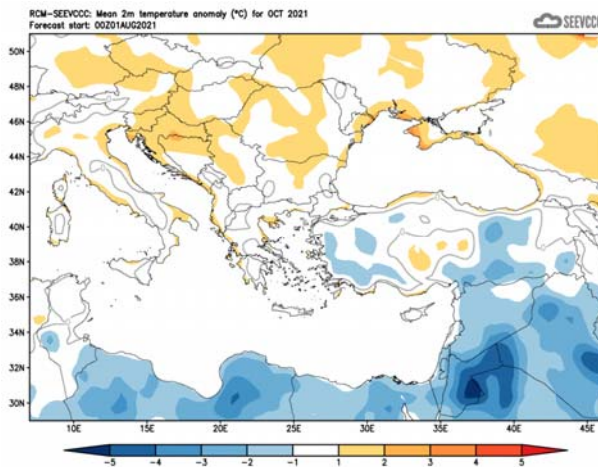 RCM-SEEVCCC: Mean 2m temperature anomaly (°C) for OCT 2021
Forecast start: 00Z01AUG2021
SEEVCCC
50N
48N
46N
44N
42N
40N
38N
36N
34N
32N
30N
10E 15E 20E 25E 30E 35E 40E 45E
-5 -4 -3 -2 -1 1 2 3 4 5